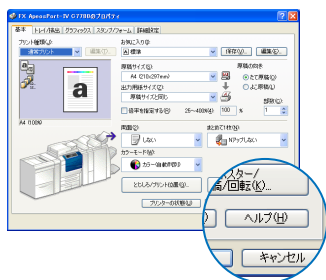 FX ApeosPort-IV C7780のプロパティ
基本 トレイ/排出 グラフィックス スタンプ/フォーム 詳細設定
プリント種類(J):
通常プリント
編集(I)...
お気に入り(F):
標準
保存(V)...
編集(E)...
原稿サイズ(S):
A4 (210x297mm)
原稿の向き
たて原稿(Q)
よこ原稿(L)
出力用紙サイズ(Z):
原稿サイズと同じ
倍率を指定する(B)
25～400%(4)
100 %
部数(C):
1
a
A4 (100%)
両面(2):
しない
まとめて1枚(N):
Nアップしない
カラーモード(M):
カラー(自動判別)
とじしろ/プリント位置(G)...
スター/
高/回転(K)...
プリンターの状態(U)...
ヘルプ(H)
キャンセル